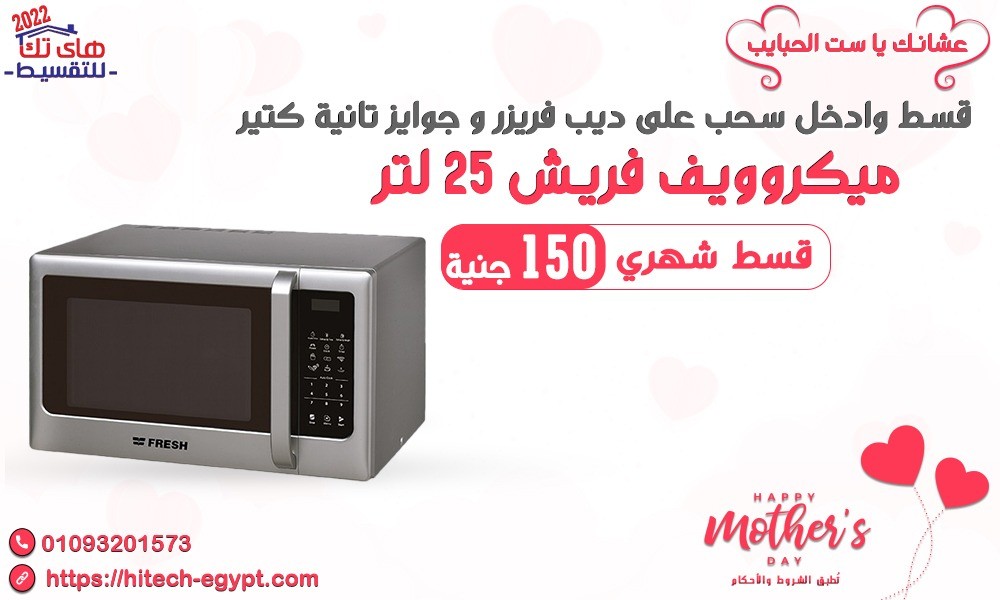 2022
هاى تك
-للتقسيط-
عشانك يا ست الحبايب
قسط وادخل سحب على ديب فريزر و جوايز تانية كتير
ميكروويف فريش 25 لتر
قسط شهري 150 جنية
FRESH
HAPPY
Mother's
DAY
تُطبق الشروط والأحكام
01093201573
https://hitech-egypt.com